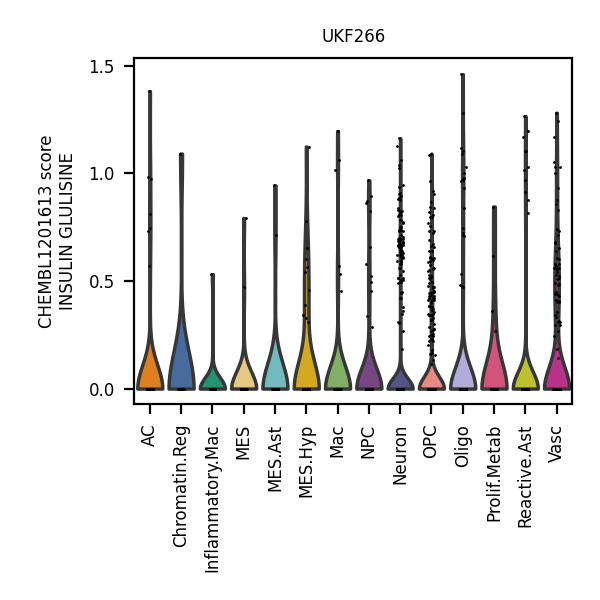 UKF266
CHEMBL1201613 score
INSULIN GLULISINE
1.5
1.0
0.5
0.0
AC
Chromatin.Reg
Inflammatory.Mac
MES
MES.Ast
MES.Hyp
Mac
NPC
Neuron
OPC
Oligo
Prolif.Metab
Reactive.Ast
Vasc